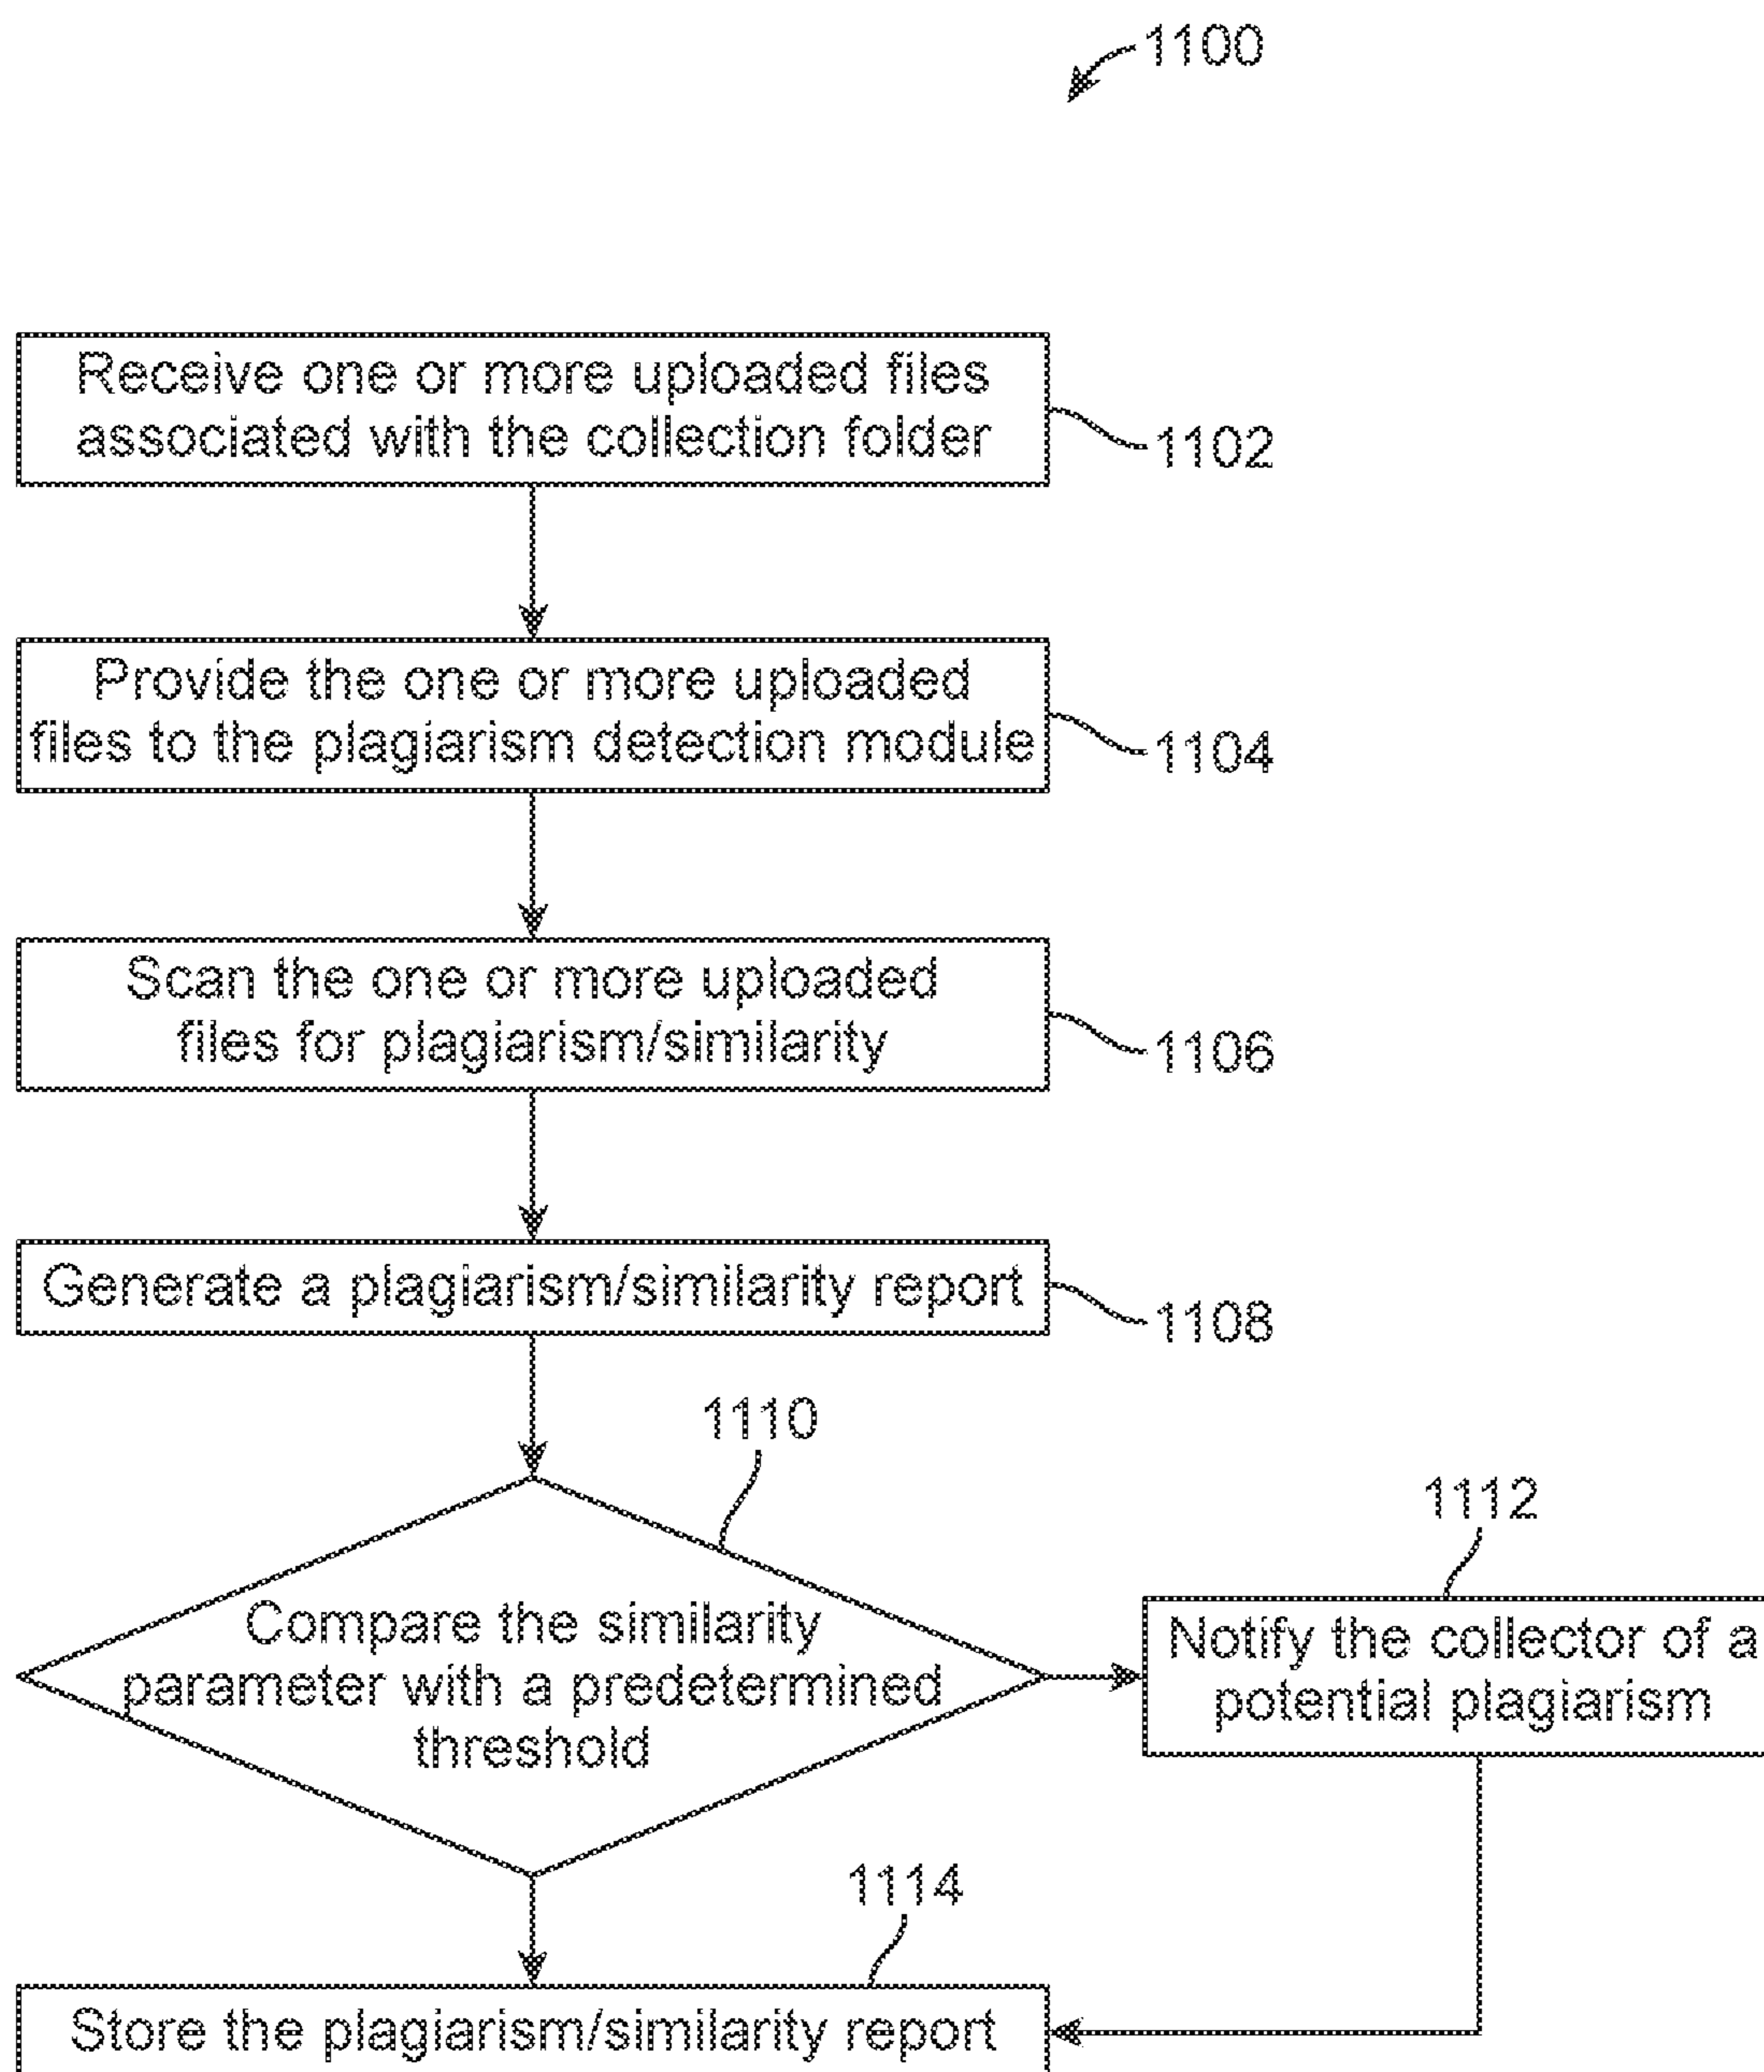 1100
Receive one or more uploaded files
associated with the collection folder
1102
Provide the one or more uploaded
files to the plagiarism detection module
1104
Scan the one or more uploaded
files for plagiarism/similarity
1106
Generate a plagiarism/similarity report
1108
1110
Compare the similarity
parameter with a predetermined
threshold
1112
Notify the collector of a
potential plagiarism
1114
Store the plagiarism/similarity report